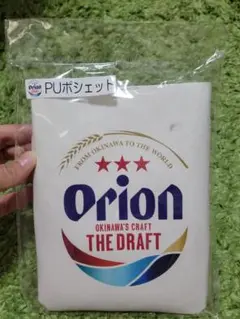 Orion
PUポシェット
FROM OKINAWA TO THE WORLD
Orion
OKINAWA'S CRAFT
THE DRAFT